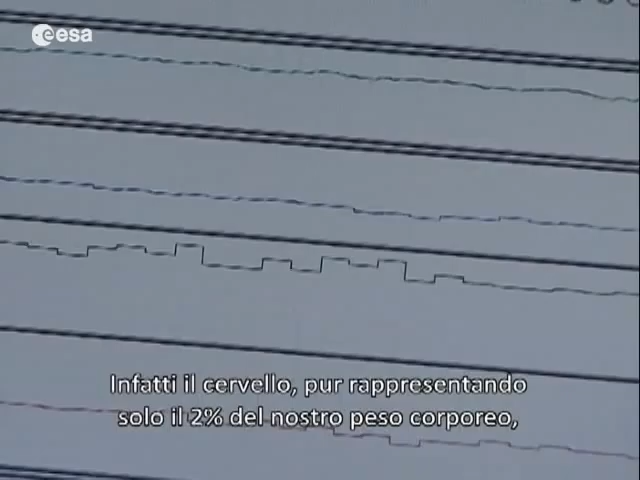 esa
Infatti il cervello, pur rappresentando
solo il 2% del nostro peso corporeo,